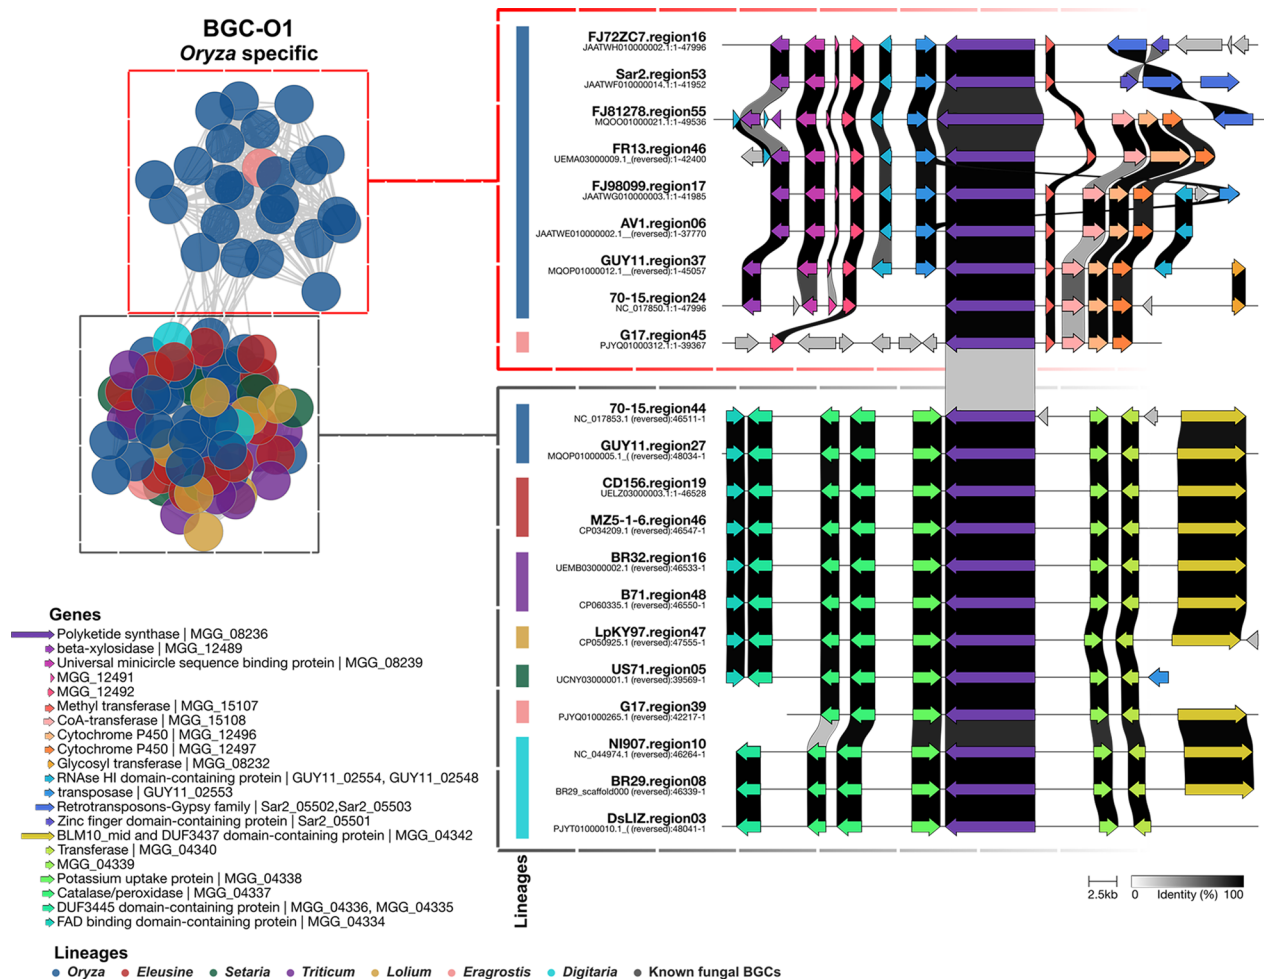 BGC-O1
Oryza specific
FJ72ZC7.region16
JAATWH010000002.1:1-47996
Sar2.region53
JAATWF010000014.1:1-41952
FJ81278.region55
MQOO01000021.1:1-49536
FR13.region46
UEMA03000009.1_(reversed):1-42400
FJ98099.region17
JAATWG010000003.1:1-41985
AV1.region06
JAATWE010000002.1__(reversed):1-37770
GUY11.region37
MQOP01000012.1__(reversed):1-45057
70-15.region24
NC_017850.1:1-47996
G17.region45
PJYQ01000312.1:1-39367
70-15.region44
NC_017853.1 (reversed):46511-1
GUY11.region27
MQOP01000005.1_( (reversed):48034-1
CD156.region19
UELZ03000003.1:1-46528
MZ5-1-6.region46
CP034209.1 (reversed):46547-1
BR32.region16
UEMB03000002.1 (reversed):46533-1
B71.region48
CP060335.1 (reversed):46550-1
LpKY97.region47
CP050925.1 (reversed):47555-1
US71.region05
UCNY03000001.1 (reversed):39569-1
G17.region39
PJYQ01000265.1 (reversed):42217-1
NI907.region10
NC_044974.1 (reversed):46264-1
BR29.region08
BR29_scaffold000 (reversed):46339-1
DsLIZ.region03
PJYT01000010.1_( (reversed):48041-1
Lineages
2.5kb
0 Identity (%) 100
Genes
Polyketide synthase | MGG_08236
beta-xylosidase | MGG_12489
Universal minicircle sequence binding protein | MGG_08239
MGG_12491
MGG_12492
Methyl transferase | MGG_15107
CoA-transferase | MGG_15108
Cytochrome P450 | MGG_12496
Cytochrome P450 | MGG_12497
Glycosyl transferase | MGG_08232
RNAse HI domain-containing protein | GUY11_02554, GUY11_02548
transposase | GUY11_02553
Retrotransposons-Gypsy family | Sar2_05502,Sar2_05503
Zinc finger domain-containing protein | Sar2_05501
BLM10_mid and DUF3437 domain-containing protein | MGG_04342
Transferase | MGG_04340
MGG_04339
Potassium uptake protein | MGG_04338
Catalase/peroxidase | MGG_04337
DUF3445 domain-containing protein | MGG_04336, MGG_04335
FAD binding domain-containing protein | MGG_04334
Lineages
Oryza Eleusine Setaria Triticum Lolium Eragrostis Digitaria Known fungal BGCs